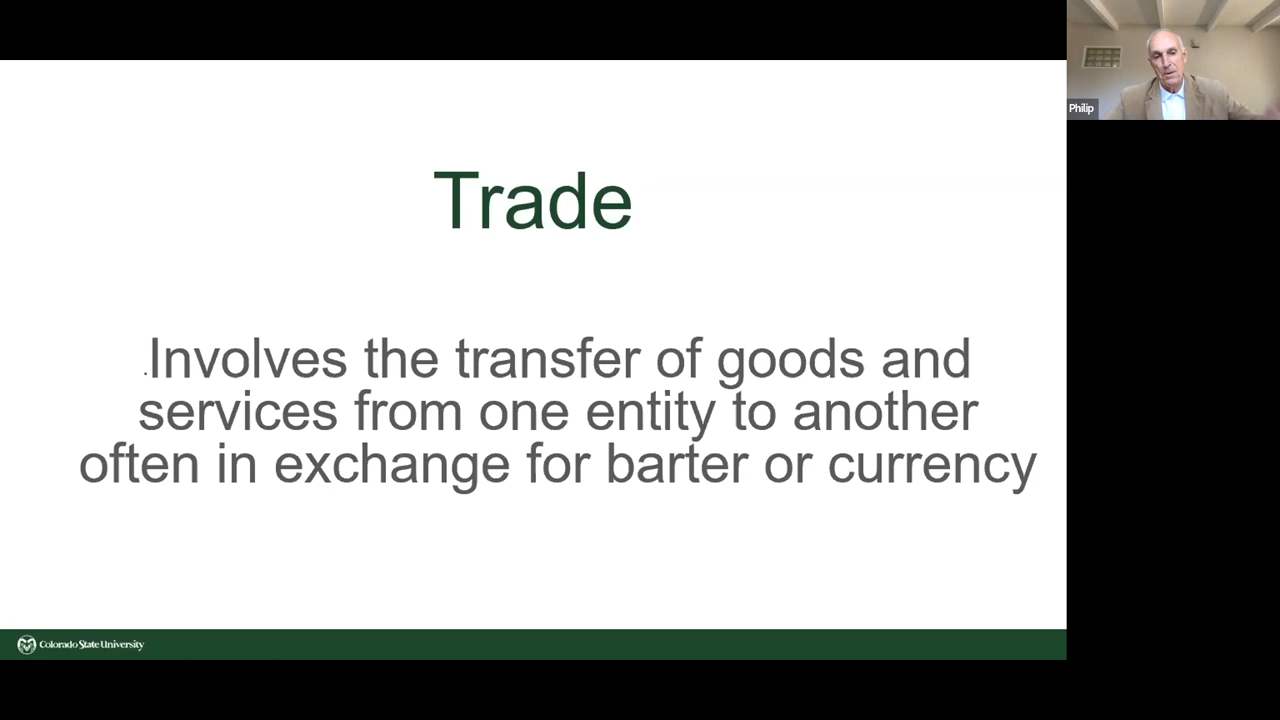 Philip
Trade
.Involves the transfer of goods and
services from one entity to another
often in exchange for barter or currency
Colorado State University